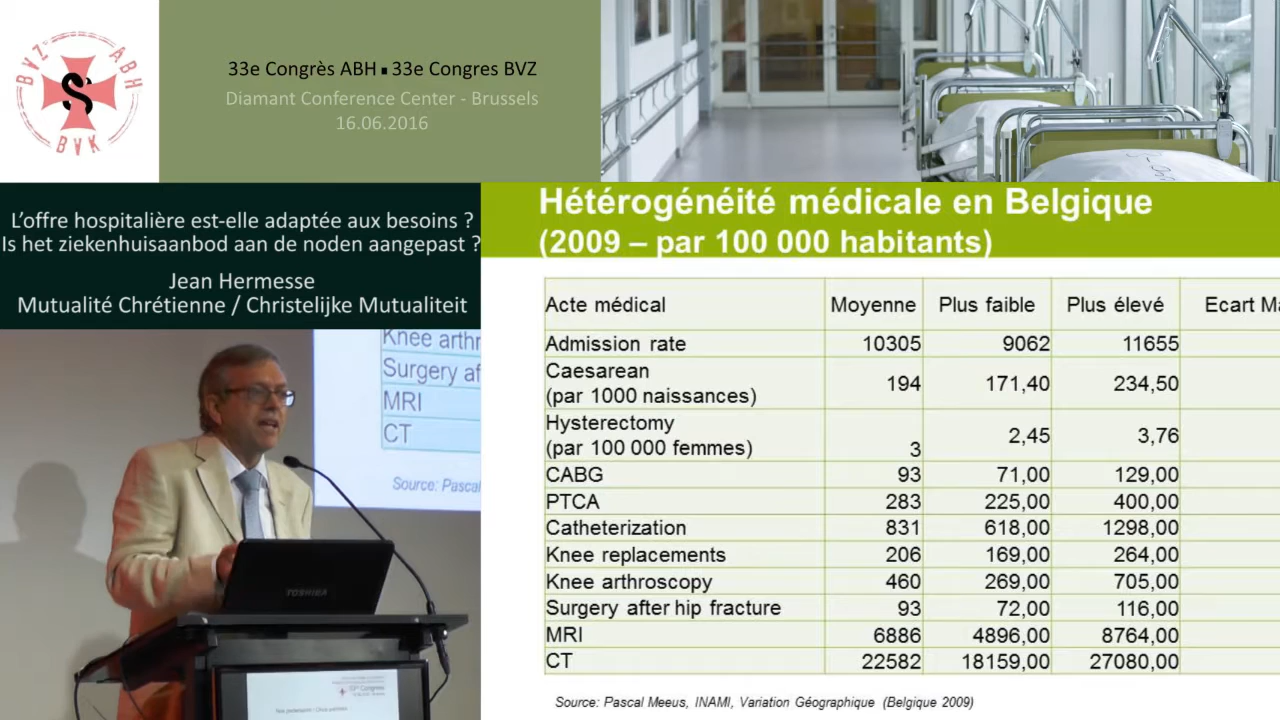 BVZ ABH
BVK
33e Congrès ABH ▪ 33e Congres BVZ
Diamant Conference Center - Brussels
16.06.2016
L'offre hospitalière est-elle adaptée aux besoins ?
Is het ziekenhuisaanbod aan de noden aangepast ?
Jean Hermesse
Mutualité Chrétienne / Christelijke Mutualiteit
Hétérogénéité médicale en Belgique
(2009 – par 100 000 habitants)
Acte médical Moyenne Plus faible Plus élevé Ecart Ma
Admission rate 10305 9062 11655
Caesarean
(par 1000 naissances) 194 171,40 234,50
Hysterectomy
(par 100 000 femmes) 3 2,45 3,76
CABG 93 71,00 129,00
PTCA 283 225,00 400,00
Catheterization 831 618,00 1298,00
Knee replacements 206 169,00 264,00
Knee arthroscopy 460 269,00 705,00
Surgery after hip fracture 93 72,00 116,00
MRI 6886 4896,00 8764,00
CT 22582 18159,00 27080,00
Source: Pascal Meeus, INAMI, Variation Géographique (Belgique 2009)
Knee arthr
Surgery af
MRI
CT
Source: Pascal
TOSHIBA
33e Congrès